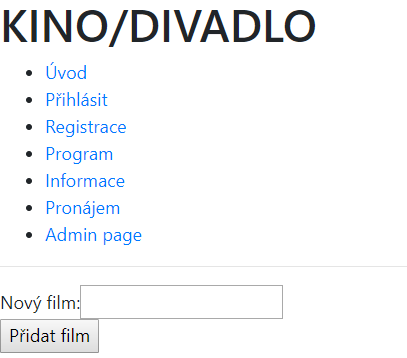 KINO/DIVADLO
Úvod
Přihlásit
Registrace
Program
Informace
Pronájem
Admin page
Nový film:
Přidat film